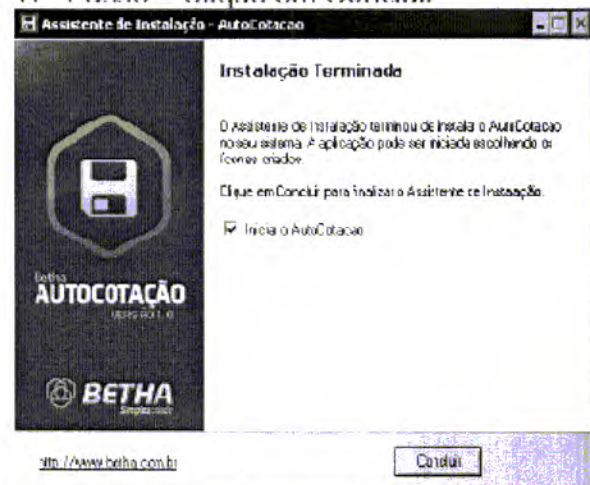 Assistente de Instalação - AutoCotacao
Instalação Terminada
O Assistente de Instalação terminou de instalar o AutoCotacao
no seu sistema. A aplicação pode ser iniciada escolhendo os
ícones criados.
Clique em Concluir para finalizar o Assistente de Instalação.
Iniciar o AutoCotacao
Betha
AUTOCOTAÇÃO
BETHA
http://www.betha.com.br
Concluir